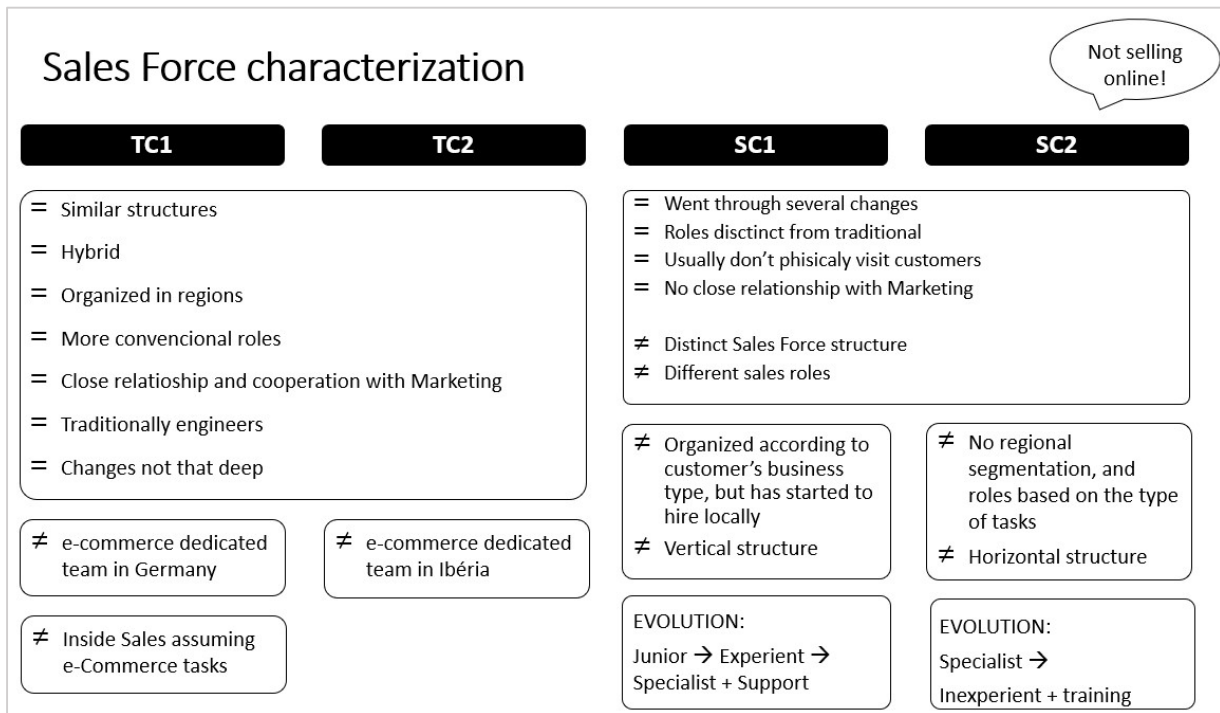 Sales Force characterization
Not selling
online!
TC1
TC2
SC1
SC2
= Similar structures
= Hybrid
= Organized in regions
= More convencional roles
= Close relatioship and cooperation with Marketing
= Traditionally engineers
= Changes not that deep
= Went through several changes
= Roles disctinct from traditional
= Usually don’t phisicaly visit customers
= No close relationship with Marketing
≠ Distinct Sales Force structure
≠ Different sales roles
≠ e-commerce dedicated
team in Germany
≠ e-commerce dedicated
team in Ibéria
≠ Inside Sales assuming
e-Commerce tasks
≠ Organized according to
customer’s business
type, but has started to
hire locally
≠ Vertical structure
≠ No regional
segmentation, and
roles based on the type
of tasks
≠ Horizontal structure
EVOLUTION:
Junior → Experient →
Specialist + Support
EVOLUTION:
Specialist →
Inexperient + training